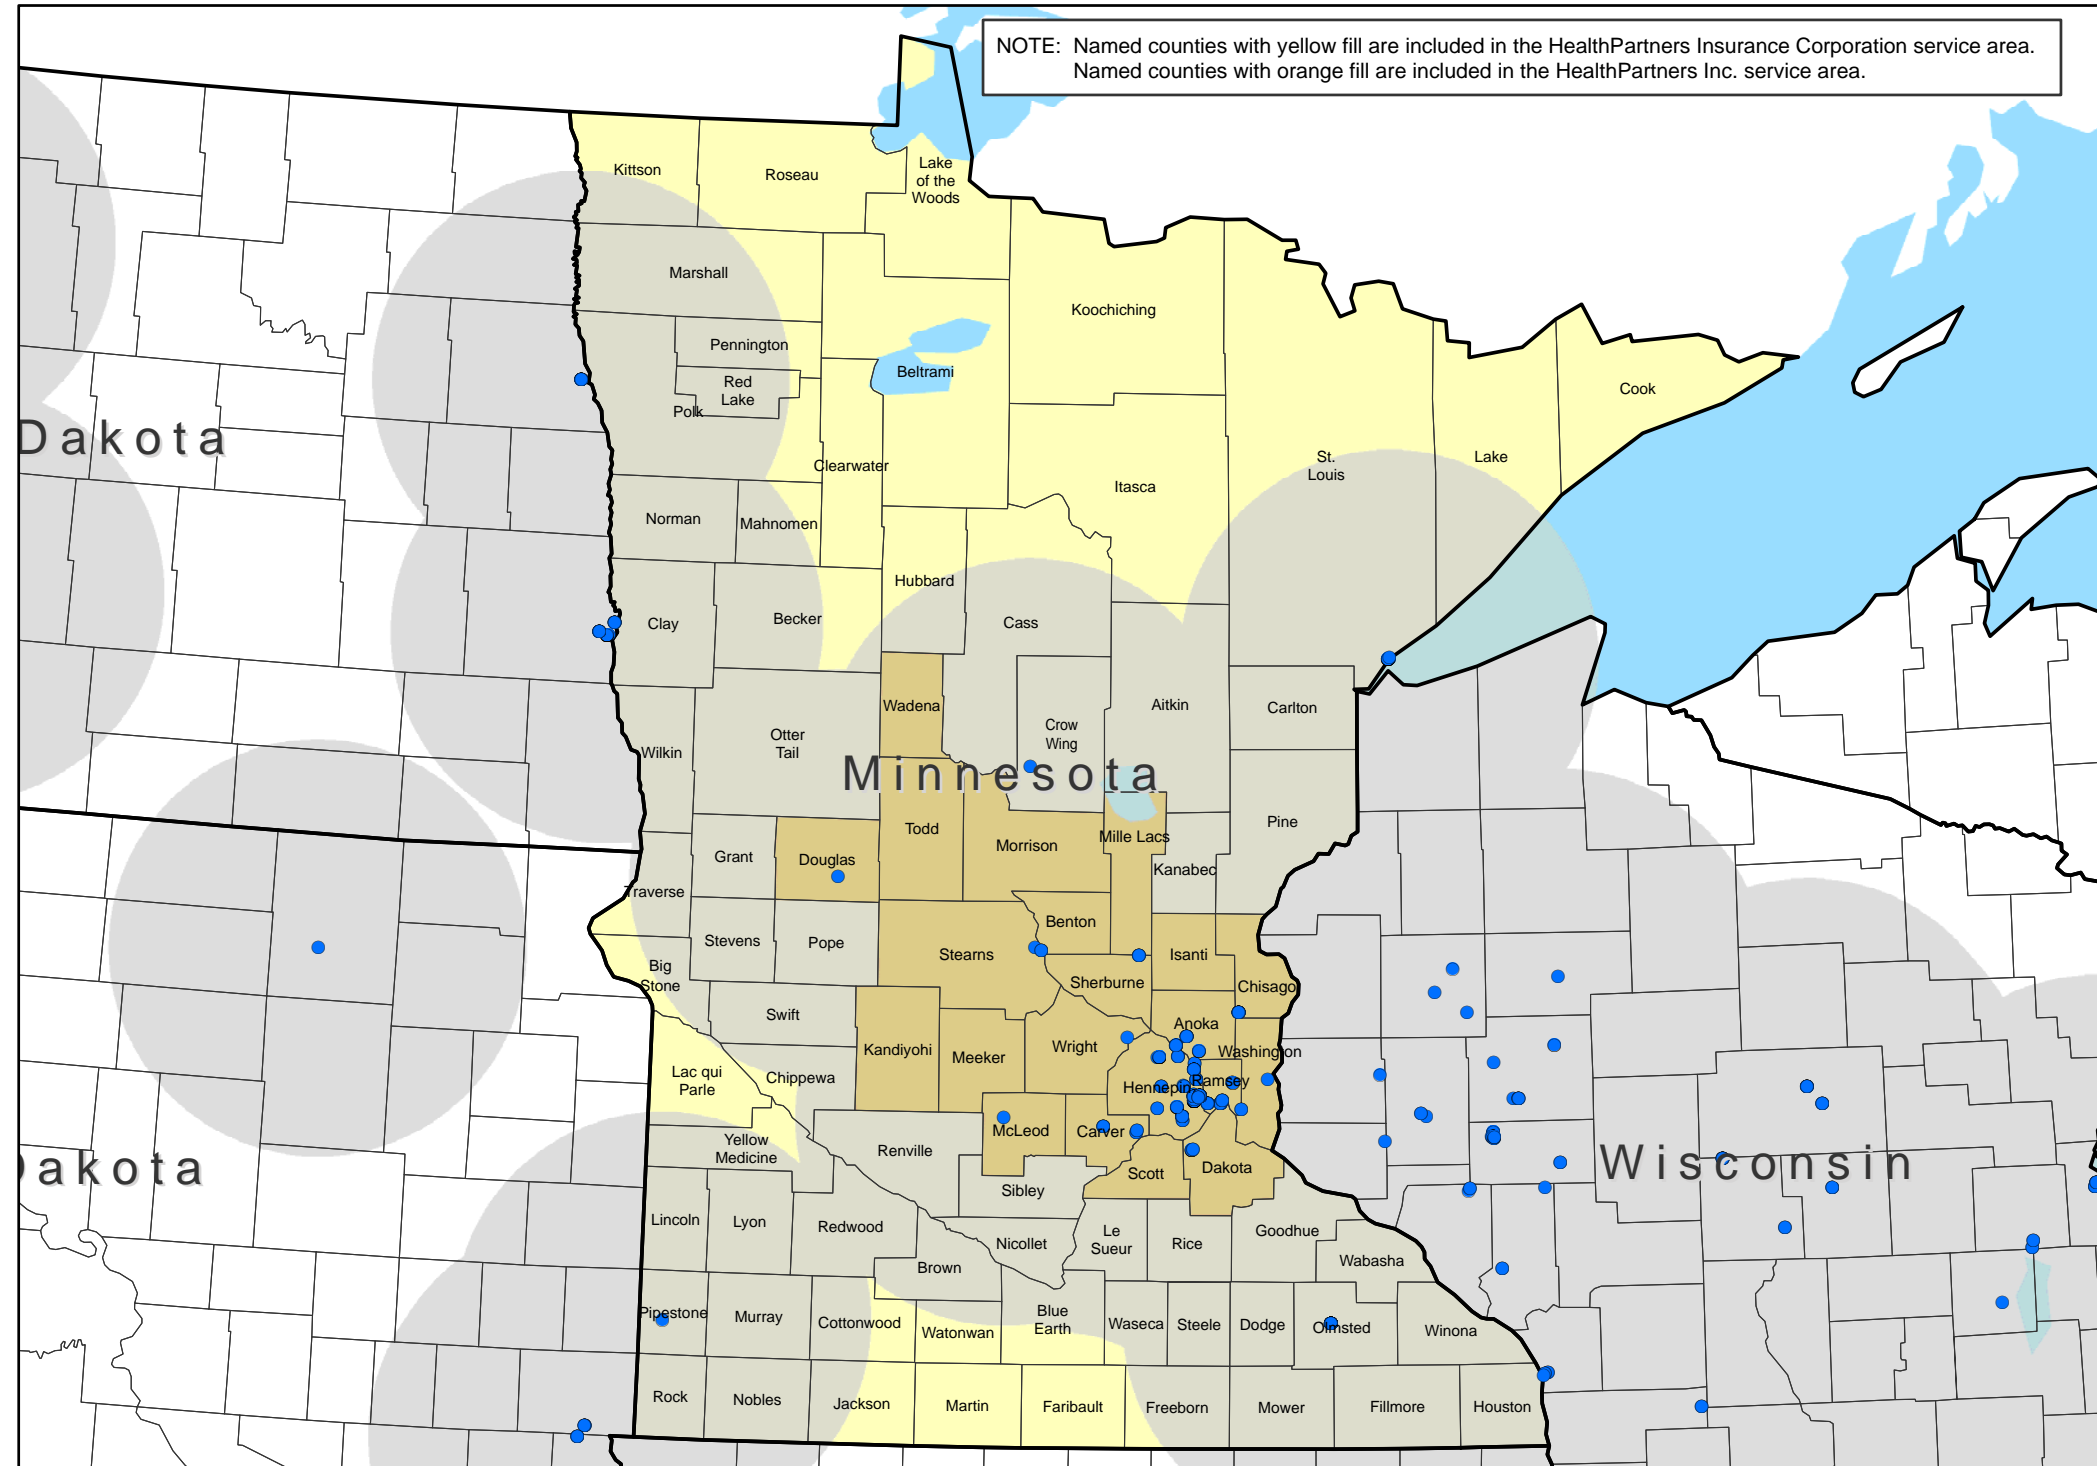 NOTE: Named counties with yellow fill are included in the HealthPartners Insurance Corporation service area.
Named counties with orange fill are included in the HealthPartners Inc. service area.
Kittson
Roseau
Lake
of the
Woods
Marshall
Koochiching
Pennington
Beltrami
Red
Lake
Cook
Polk
Dakota
Clearwater
St.
Louis
Lake
Itasca
Norman
Mahnomen
Hubbard
Clay
Becker
Cass
Wadena
Aitkin
Carlton
Crow
Wing
Otter
Tail
Wilkin
Minnesota
Pine
Todd
Mille Lacs
Morrison
Grant
Douglas
Kanabec
Traverse
Benton
Stevens
Pope
Stearns
Isanti
Big
Stone
Sherburne
Chisago
Swift
Anoka
Kandiyohi
Meeker
Wright
Washington
Lac qui
Parle
Chippewa
Hennepin
Ramsey
McLeod
Carver
Yellow
Medicine
Renville
Dakota
Wisconsin
Dakota
Scott
Sibley
Lincoln
Lyon
Redwood
Le
Sueur
Rice
Goodhue
Nicollet
Wabasha
Brown
Pipestone
Murray
Cottonwood
Watonwan
Blue
Earth
Waseca
Steele
Dodge
Olmsted
Winona
Rock
Nobles
Jackson
Martin
Faribault
Freeborn
Mower
Fillmore
Houston